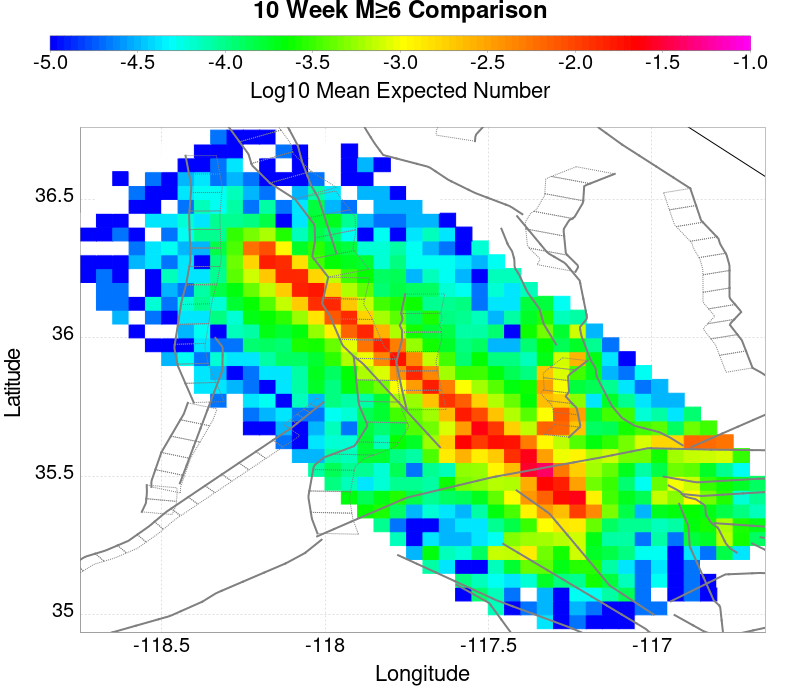 10 Week M≥6 Comparison
-5.0 -4.5 -4.0 -3.5 -3.0 -2.5 -2.0 -1.5 -1.0
Log10 Mean Expected Number
36.5
36
35.5
35
Latitude
-118.5 -118 -117.5 -117
Longitude